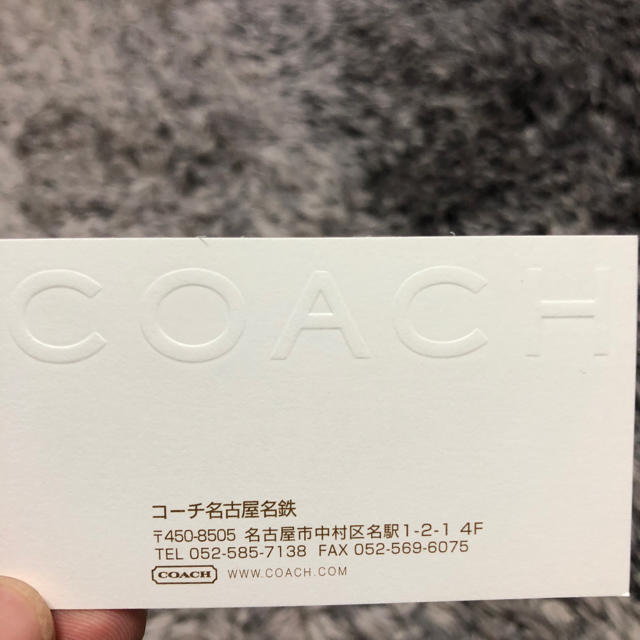 COACH
コーチ名古屋名鉄
〒450-8505 名古屋市中村区名駅1-2-1 4F
TEL 052-585-7138 FAX 052-569-6075
COACH WWW.COACH.COM